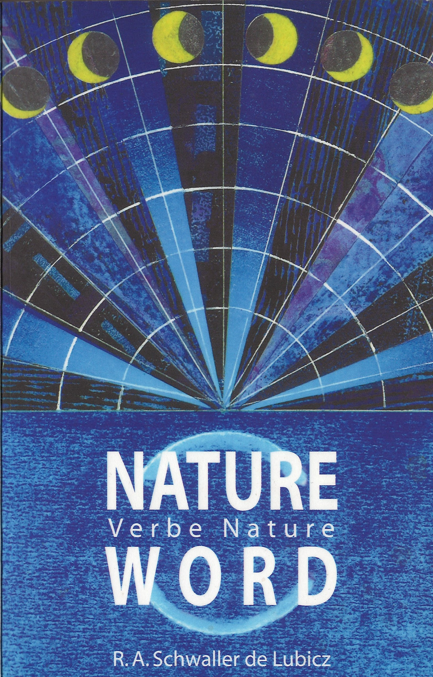 NATURE
Verbe Nature
WORD
R. A. Schwaller de Lubicz